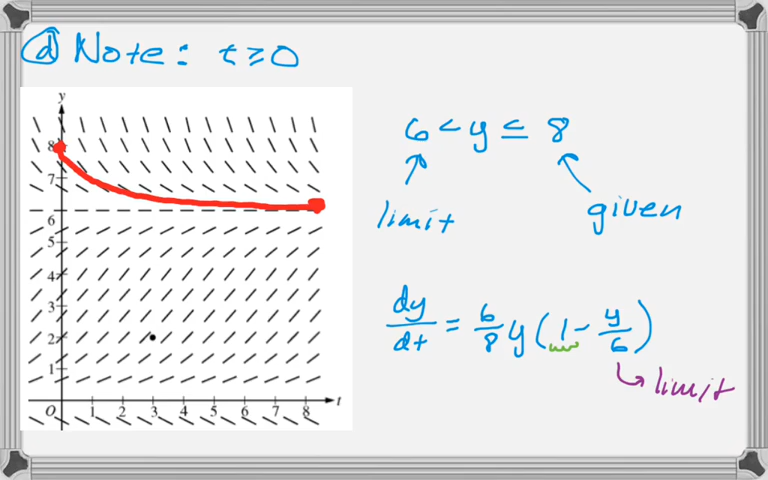 ⓓ Note: t ≥ 0
y
8
7
6
5
4
3
2
1
O 1 2 3 4 5 6 7 8 t
6 < y ≤ 8
limit
given
dy/dt = 6/8 y (1 - y/6)
limit